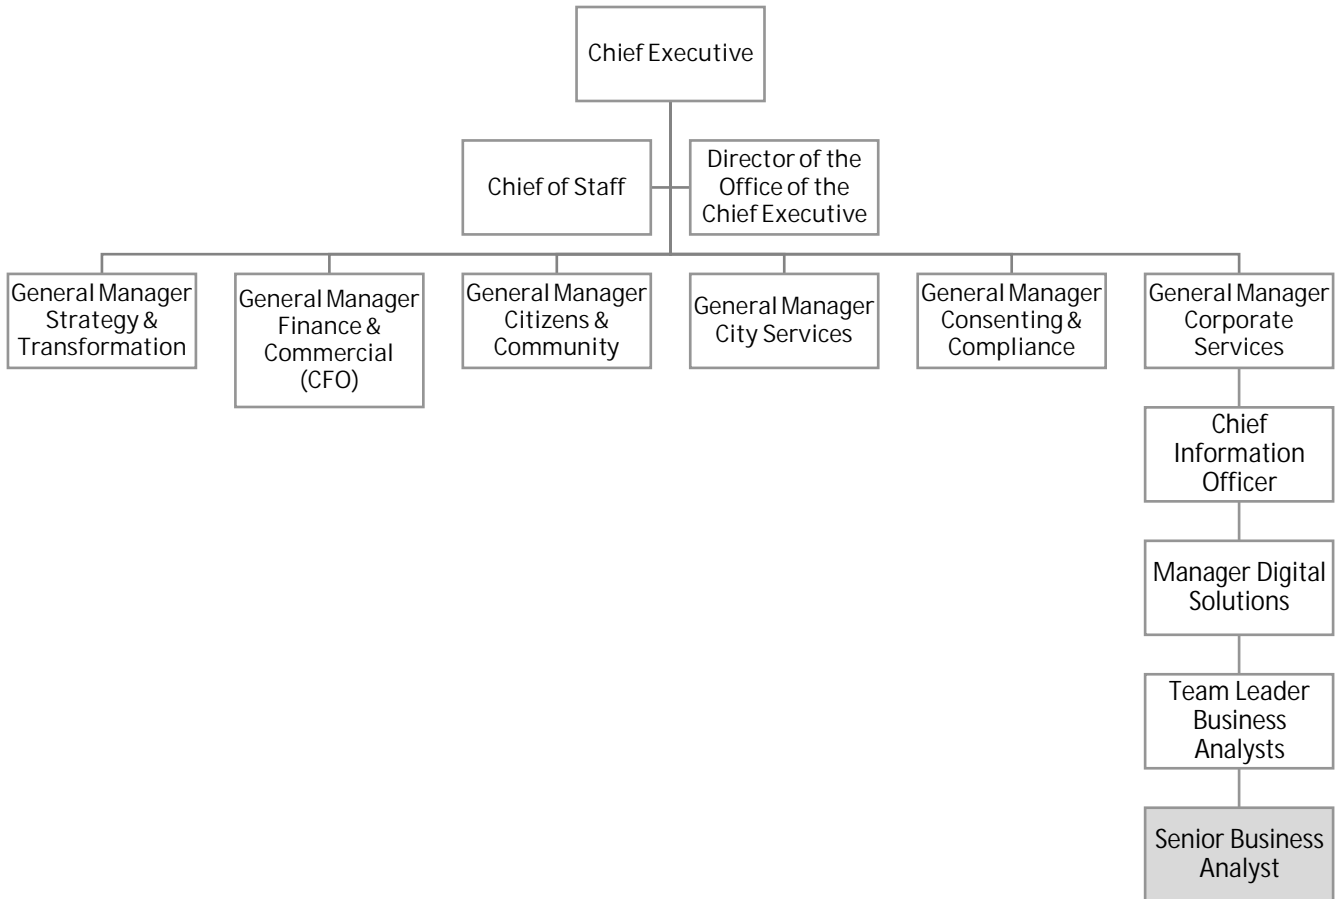 Chief Executive
Chief of Staff
Director of the
Office of the
Chief Executive
General Manager
Strategy &
Transformation
General Manager
Finance &
Commercial
(CFO)
General Manager
Citizens &
Community
General Manager
City Services
General Manager
Consenting &
Compliance
General Manager
Corporate
Services
Chief
Information
Officer
Manager Digital
Solutions
Team Leader
Business
Analysts
Senior Business
Analyst